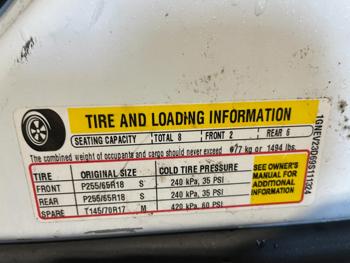 TIRE AND LOADING INFORMATION
SEATING CAPACITY TOTAL 8 FRONT 2 REAR 6
The combined weight of occupants and cargo should never exceed 677 kg or 1494 lbs.
TIRE ORIGINAL SIZE COLD TIRE PRESSURE
FRONT P255/65R18 S 240 kPa, 35 PSI
REAR P255/65R18 S 240 kPa, 35 PSI
SPARE T145/70R17 M 420 kPa, 60 PSI
SEE OWNER'S
MANUAL FOR
ADDITIONAL
INFORMATION